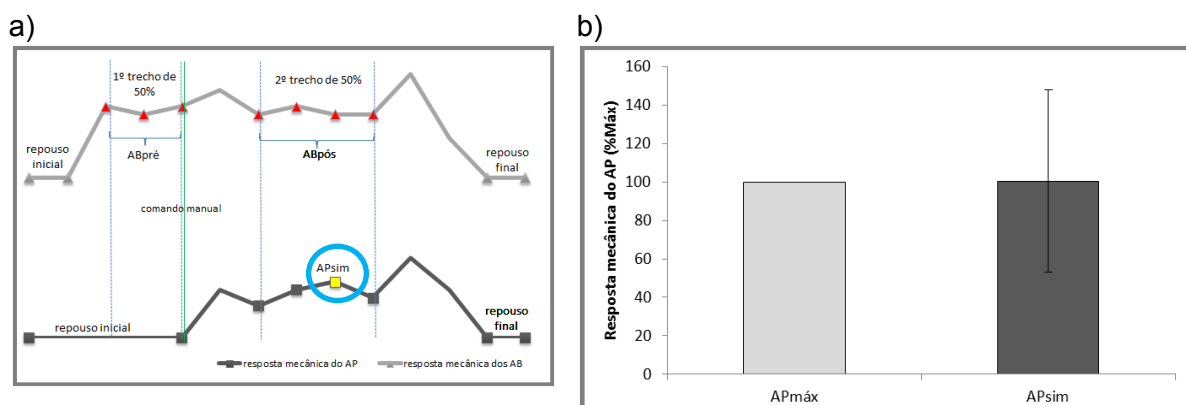 a)
1º trecho de
50%
2º trecho de 50%
repouso
inicial
ABpré
ABpós
repouso
final
comando manual
APsim
repouso inicial
repouso
final
resposta mecânica do AP
resposta mecânica dos AB
b)
Resposta mecânica do AP (%Máx)
160
140
120
100
80
60
40
20
0
APmáx
APsim